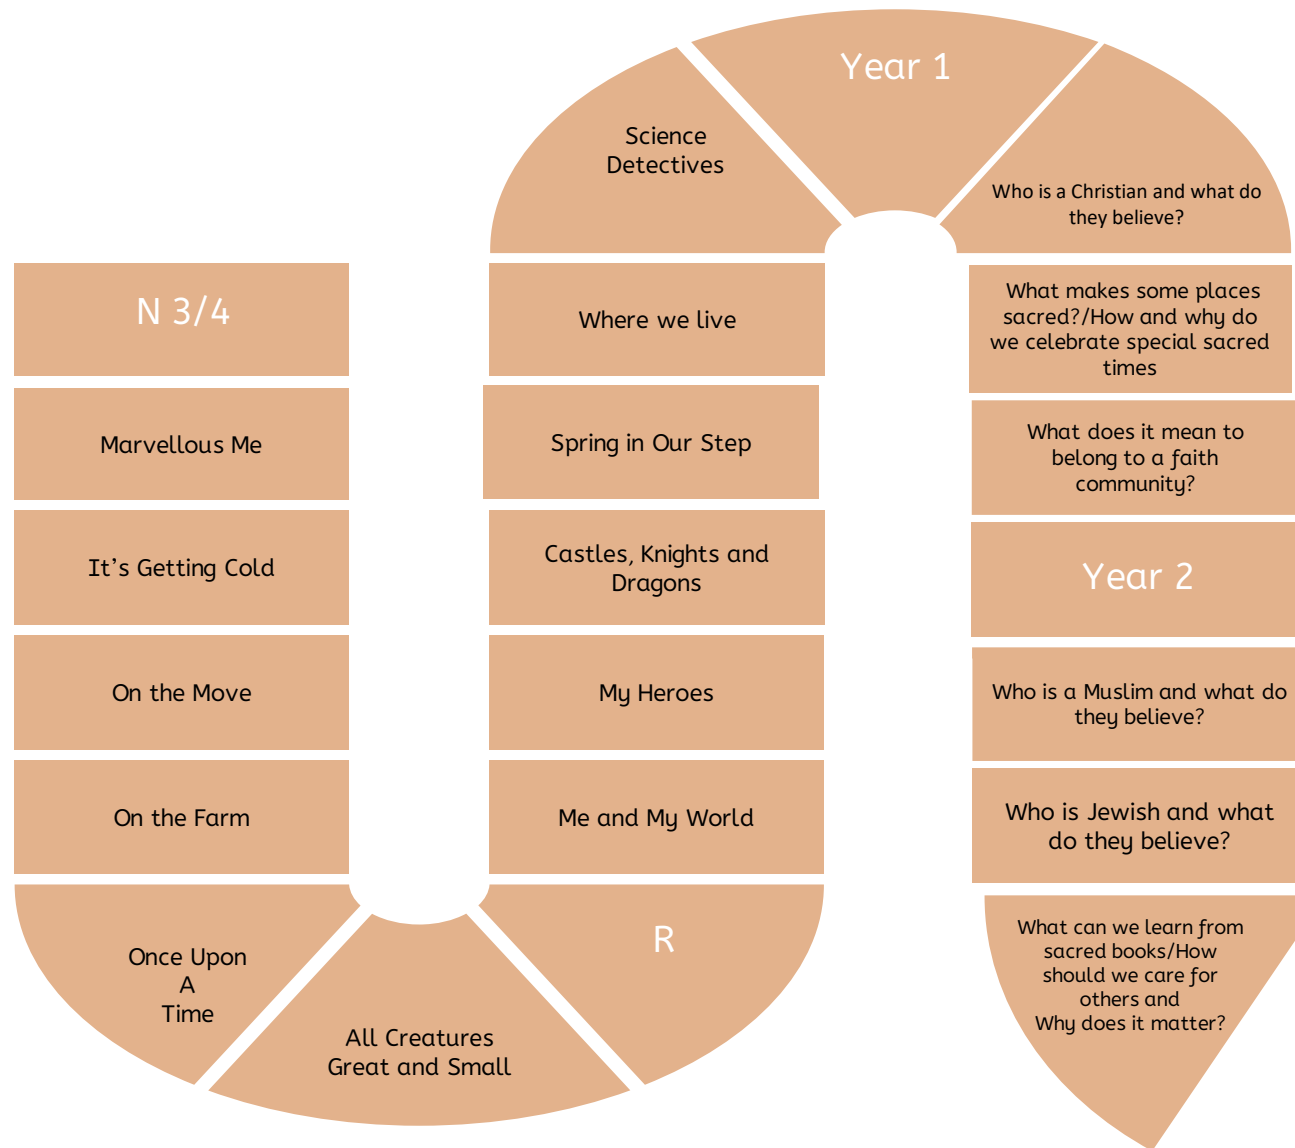 N 3/4
Marvellous Me
It's Getting Cold
On the Move
On the Farm
Once Upon
A
Time
All Creatures
Great and Small
R
Me and My World
My Heroes
Castles, Knights and
Dragons
Spring in Our Step
Where we live
Science
Detectives
Year 1
Who is a Christian and what do
they believe?
What makes some places
sacred?/How and why do
we celebrate special sacred
times
What does it mean to
belong to a faith
community?
Year 2
Who is a Muslim and what do
they believe?
Who is Jewish and what
do they believe?
What can we learn from
sacred books/How
should we care for
others and
Why does it matter?